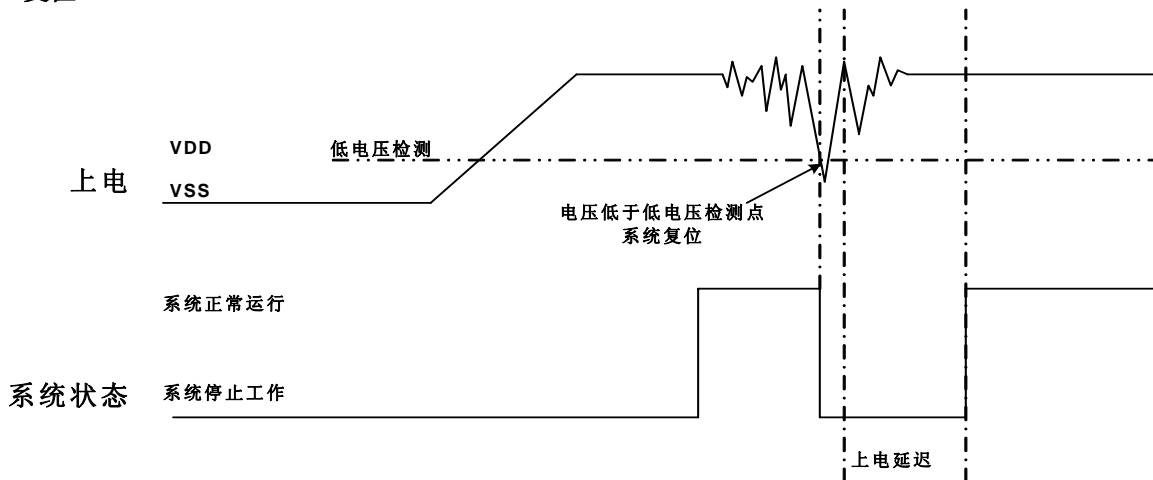 VDD
低电压检测
上电
VSS
电压低于低电压检测点
系统复位
系统正常运行
系统状态
系统停止工作
上电延迟